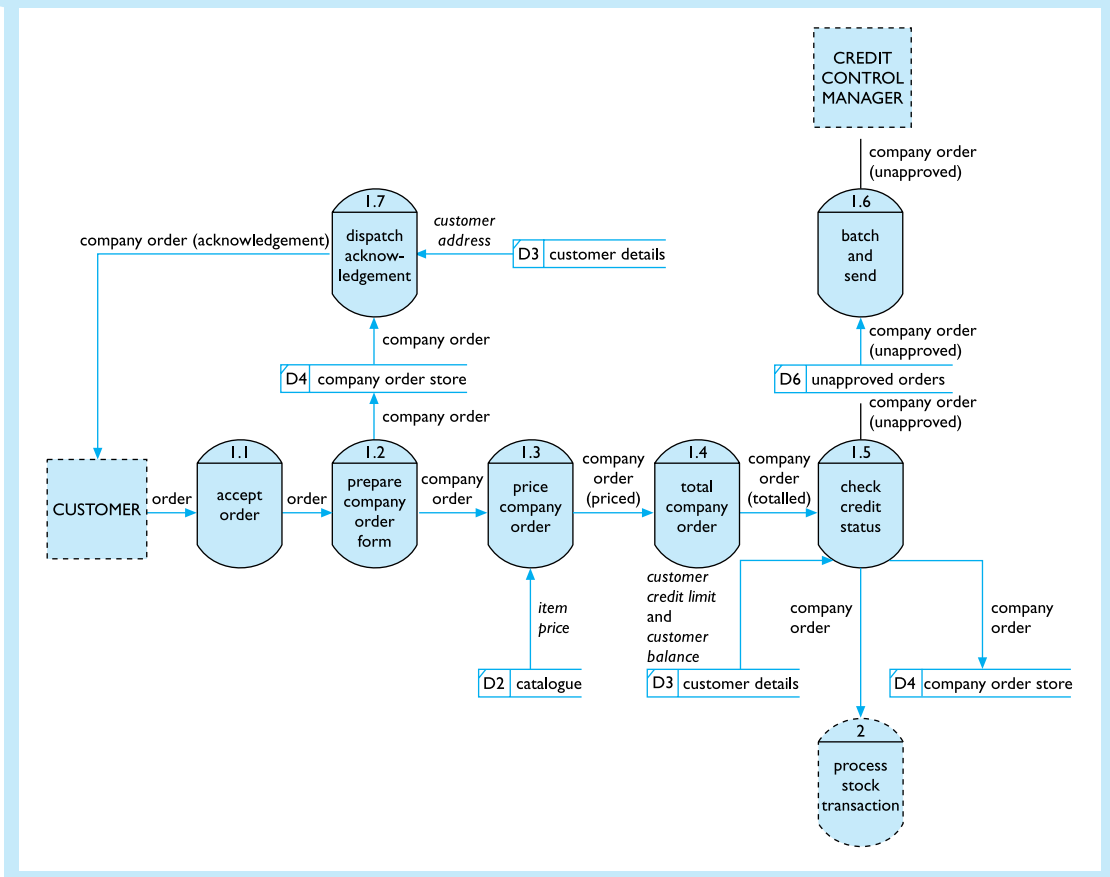 CREDIT
CONTROL
MANAGER
company order
(unapproved)
1.7
dispatch
acknow-
ledgement
customer
address
company order (acknowledgement)
D3 customer details
1.6
batch
and
send
company order
company order
(unapproved)
D4 company order store
D6 unapproved orders
company order
company order
(unapproved)
CUSTOMER
order
1.1
accept
order
order
1.2
prepare
company
order
form
company
order
1.3
price
company
order
company
order
(priced)
1.4
total
company
order
company
order
(totalled)
1.5
check
credit
status
item
price
customer
credit limit
and
customer
balance
company
order
company
order
D2 catalogue
D3 customer details
D4 company order store
2
process
stock
transaction